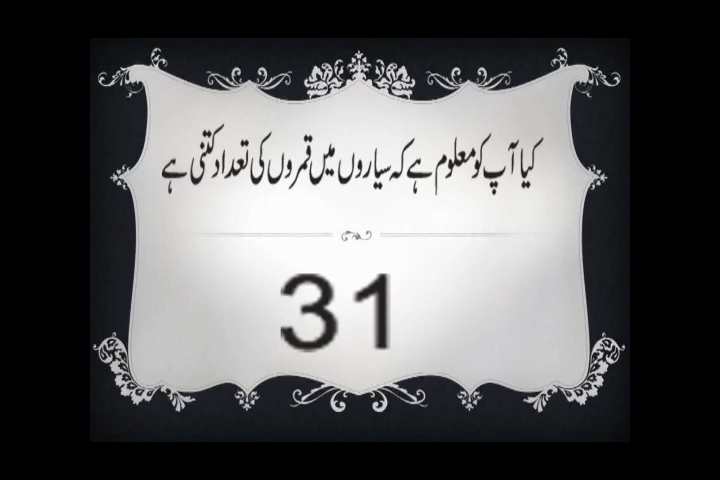 کیا آپ کو معلوم ہے کہ سیاروں میں قمروں کی تعداد کتنی ہے
31